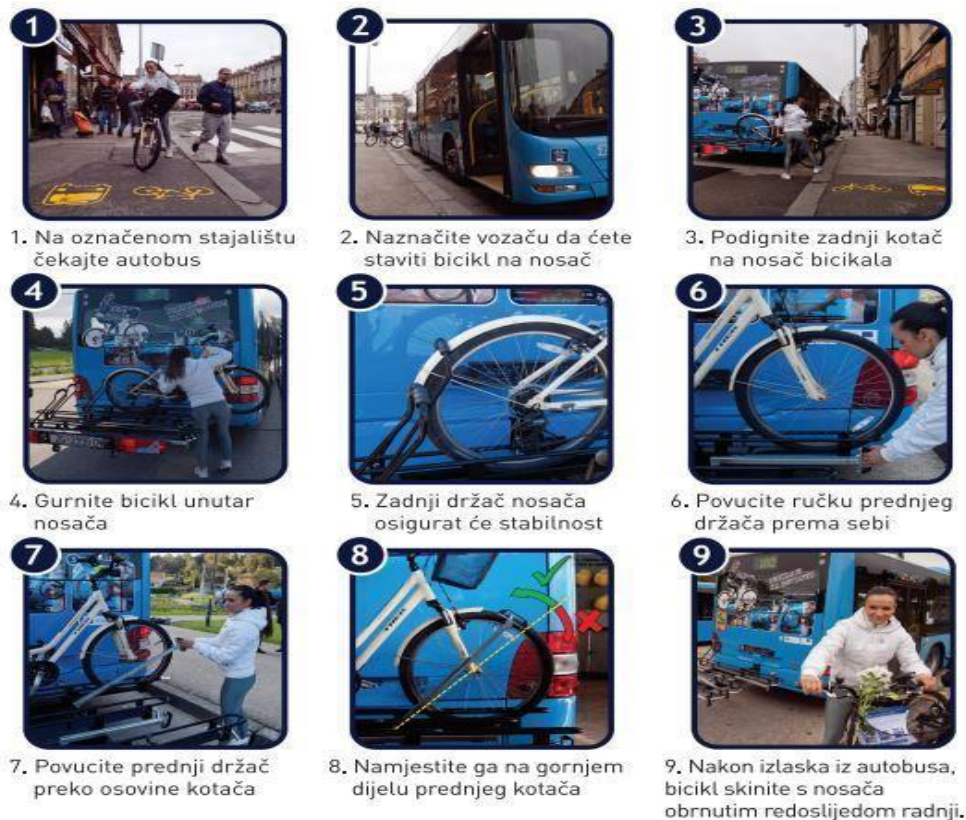 1
2
3
1. Na označenom stajalištu
čekajte autobus
2. Naznačite vozaču da ćete
staviti bicikl na nosač
3. Podignite zadnji kotač
na nosač bicikala
4
5
6
4. Gurnite bicikl unutar
nosača
5. Zadnji držač nosača
osigurat će stabilnost
6. Povucite ručku prednjeg
držača prema sebi
7
8
9
7. Povucite prednji držač
preko osovine kotača
8. Namjestite ga na gornjem
dijelu prednjeg kotača
9. Nakon izlaska iz autobusa,
bicikl skinite s nosača
obrnutim redoslijedom radnji.